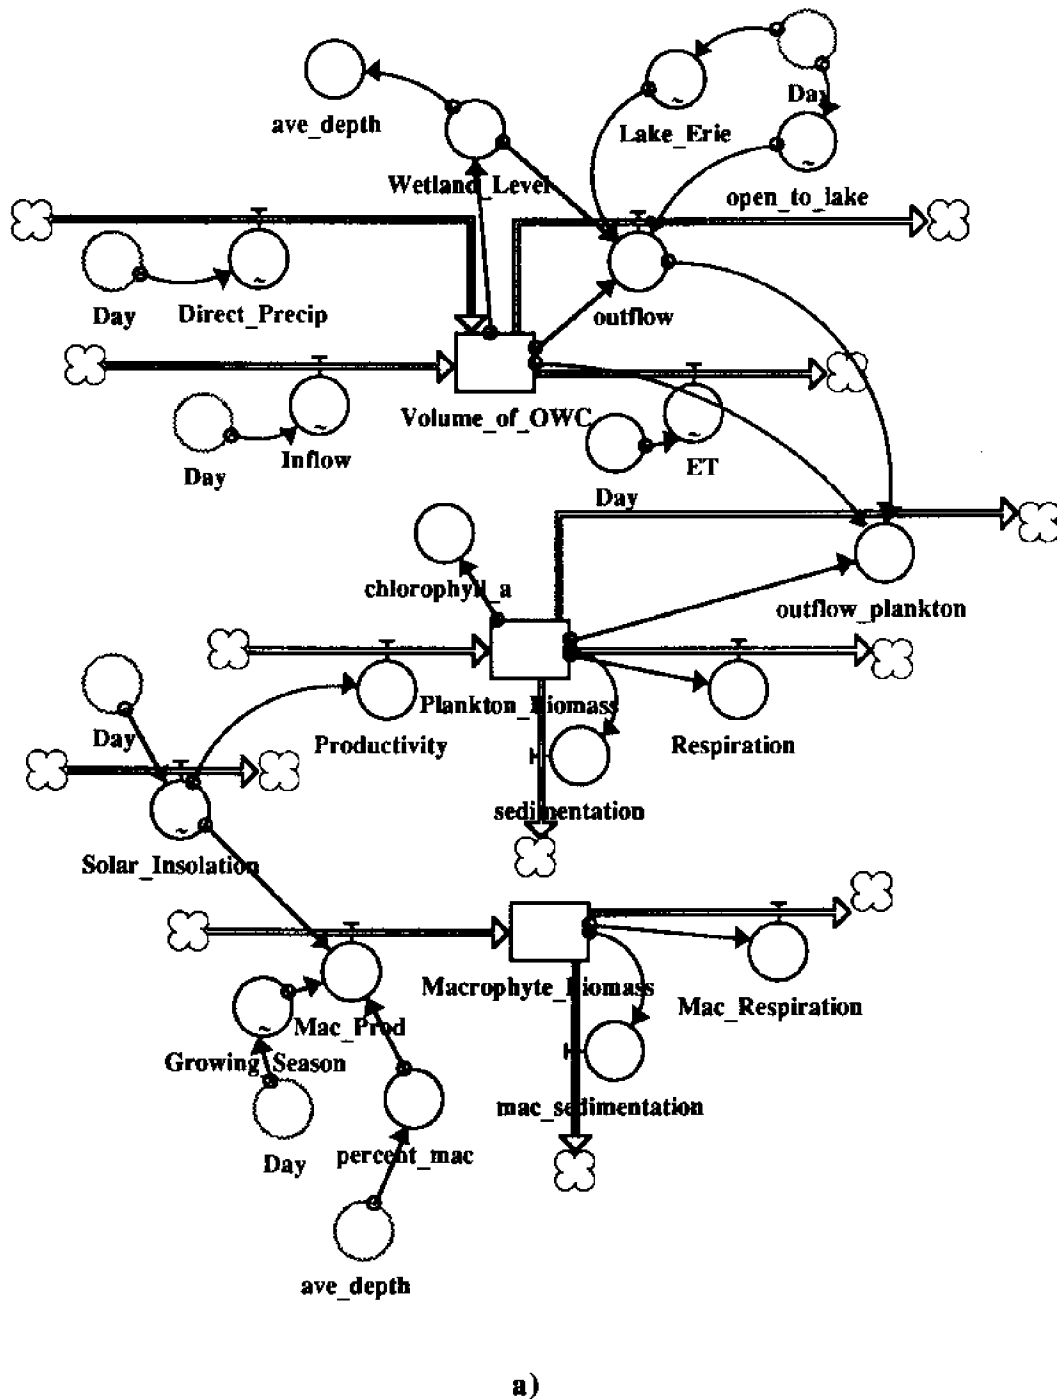 ave_depth
Day
Lake_Erie
Wetland_Level
open_to_lake
Day
Direct_Precip
outflow
Volume_of_OWC
Day
Inflow
ET
Day
chlorophyll_a
outflow_plankton
Plankton_Biomass
Day
Productivity
Respiration
sedimentation
Solar_Insolation
Macrophyte_Biomass
Mac_Respiration
Mac_Prod
Growing_Season
mac_sedimentation
Day
percent_mac
ave_depth
a)